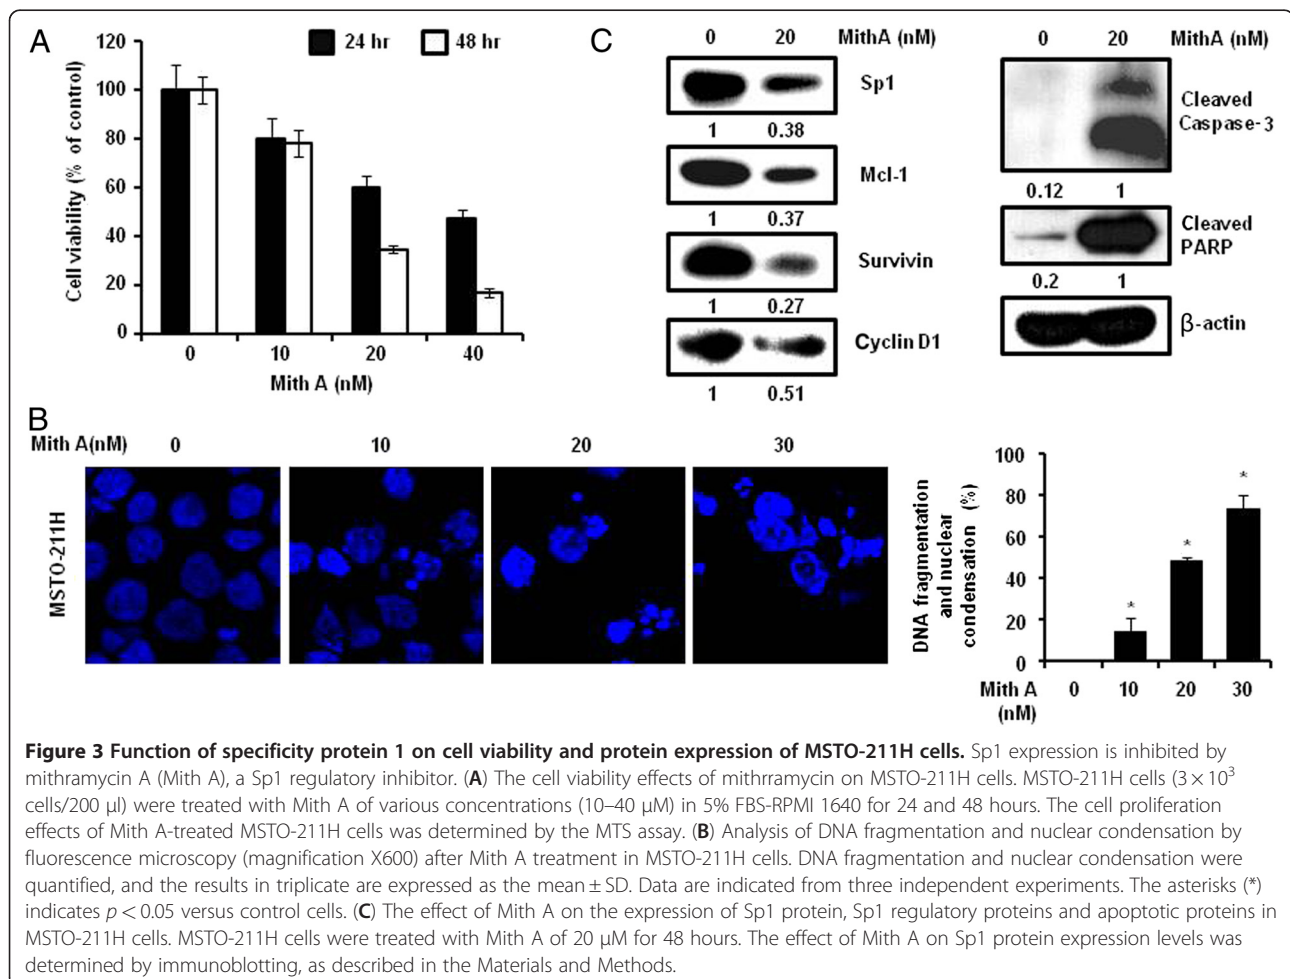 A
120
100
80
60
40
20
0
Cell viability (% of control)
24 hr 48 hr
0 10 20 40
Mith A (nM)
C
0 20 MithA (nM)
Sp1
1 0.38
Mcl-1
1 0.37
Survivin
1 0.27
Cyclin D1
1 0.51
0 20 MithA (nM)
Cleaved
Caspase-3
0.12 1
Cleaved
PARP
0.2 1
β-actin
B
Mith A(nM) 0 10 20 30
MSTO-211H
DNA fragmentation
and nuclear
condensation (%)
100
80
60
40
20
0
* * *
Mith A 0 10 20 30
(nM)
Figure 3 Function of specificity protein 1 on cell viability and protein expression of MSTO-211H cells. Sp1 expression is inhibited by
mithramycin A (Mith A), a Sp1 regulatory inhibitor. (A) The cell viability effects of mithramycin on MSTO-211H cells. MSTO-211H cells (3 × 10³
cells/200 μl) were treated with Mith A of various concentrations (10–40 μM) in 5% FBS-RPMI 1640 for 24 and 48 hours. The cell proliferation
effects of Mith A-treated MSTO-211H cells was determined by the MTS assay. (B) Analysis of DNA fragmentation and nuclear condensation by
fluorescence microscopy (magnification X600) after Mith A treatment in MSTO-211H cells. DNA fragmentation and nuclear condensation were
quantified, and the results in triplicate are expressed as the mean ± SD. Data are indicated from three independent experiments. The asterisks (*)
indicates p < 0.05 versus control cells. (C) The effect of Mith A on the expression of Sp1 protein, Sp1 regulatory proteins and apoptotic proteins in
MSTO-211H cells. MSTO-211H cells were treated with Mith A of 20 μM for 48 hours. The effect of Mith A on Sp1 protein expression levels was
determined by immunoblotting, as described in the Materials and Methods.